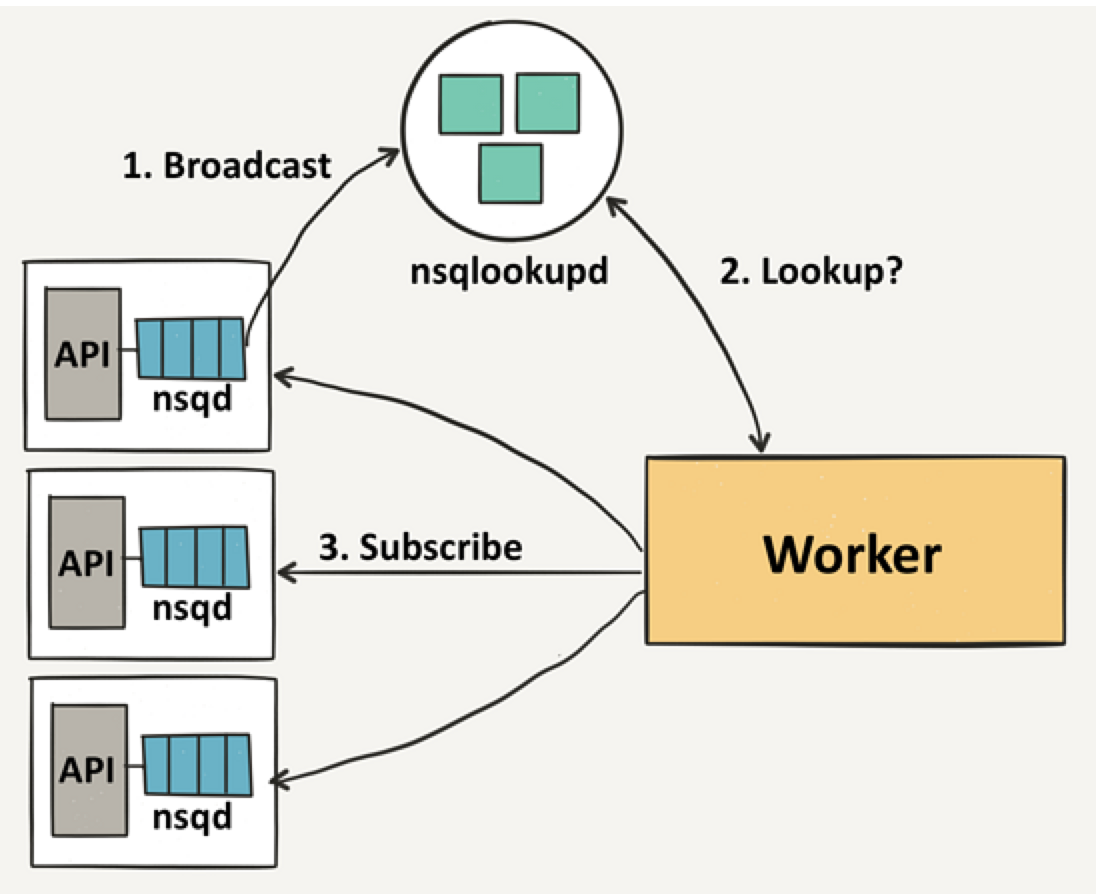 1. Broadcast
nsqlookupd
2. Lookup?
API
nsqd
3. Subscribe
API
nsqd
Worker
API
nsqd